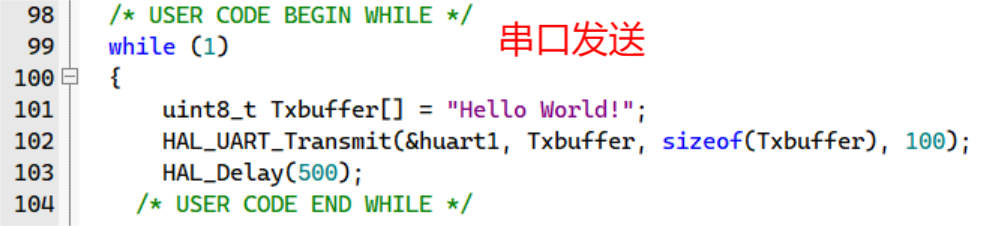 98 /* USER CODE BEGIN WHILE */
串口发送
99 while (1)
100 {
101 uint8_t Txbuffer[] = "Hello World!";
102 HAL_UART_Transmit(&huart1, Txbuffer, sizeof(Txbuffer), 100);
103 HAL_Delay(500);
104 /* USER CODE END WHILE */